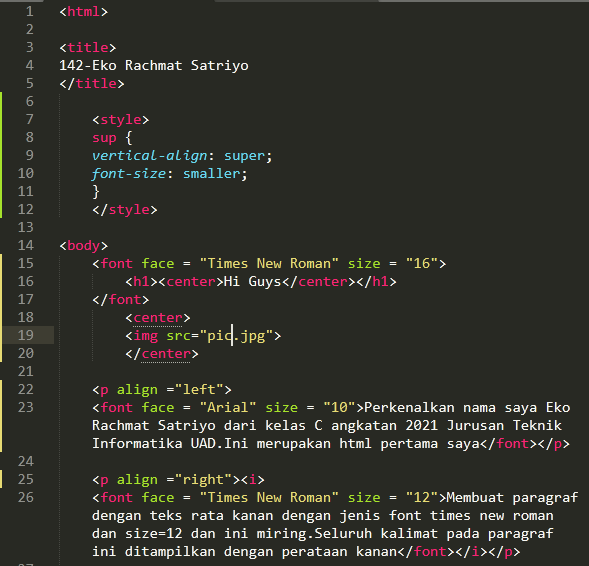 1 <html>
2
3 <title>
4 142-Eko Rachmat Satriyo
5 </title>
6
7 <style>
8 sup {
9 vertical-align: super;
10 font-size: smaller;
11 }
12 </style>
13
14 <body>
15 <font face = "Times New Roman" size = "16">
16 <h1><center>Hi Guys</center></h1>
17 </font>
18 <center>
19 <img src="pic.jpg">
20 </center>
21
22 <p align ="left">
23 <font face = "Arial" size = "10">Perkenalkan nama saya Eko
Rachmat Satriyo dari kelas C angkatan 2021 Jurusan Teknik
Informatika UAD.Ini merupakan html pertama saya</font></p>
24
25 <p align ="right"><i>
26 <font face = "Times New Roman" size = "12">Membuat paragraf
dengan teks rata kanan dengan jenis font times new roman
dan size=12 dan ini miring.Seluruh kalimat pada paragraf
ini ditampilkan dengan perataan kanan</font></i></p>